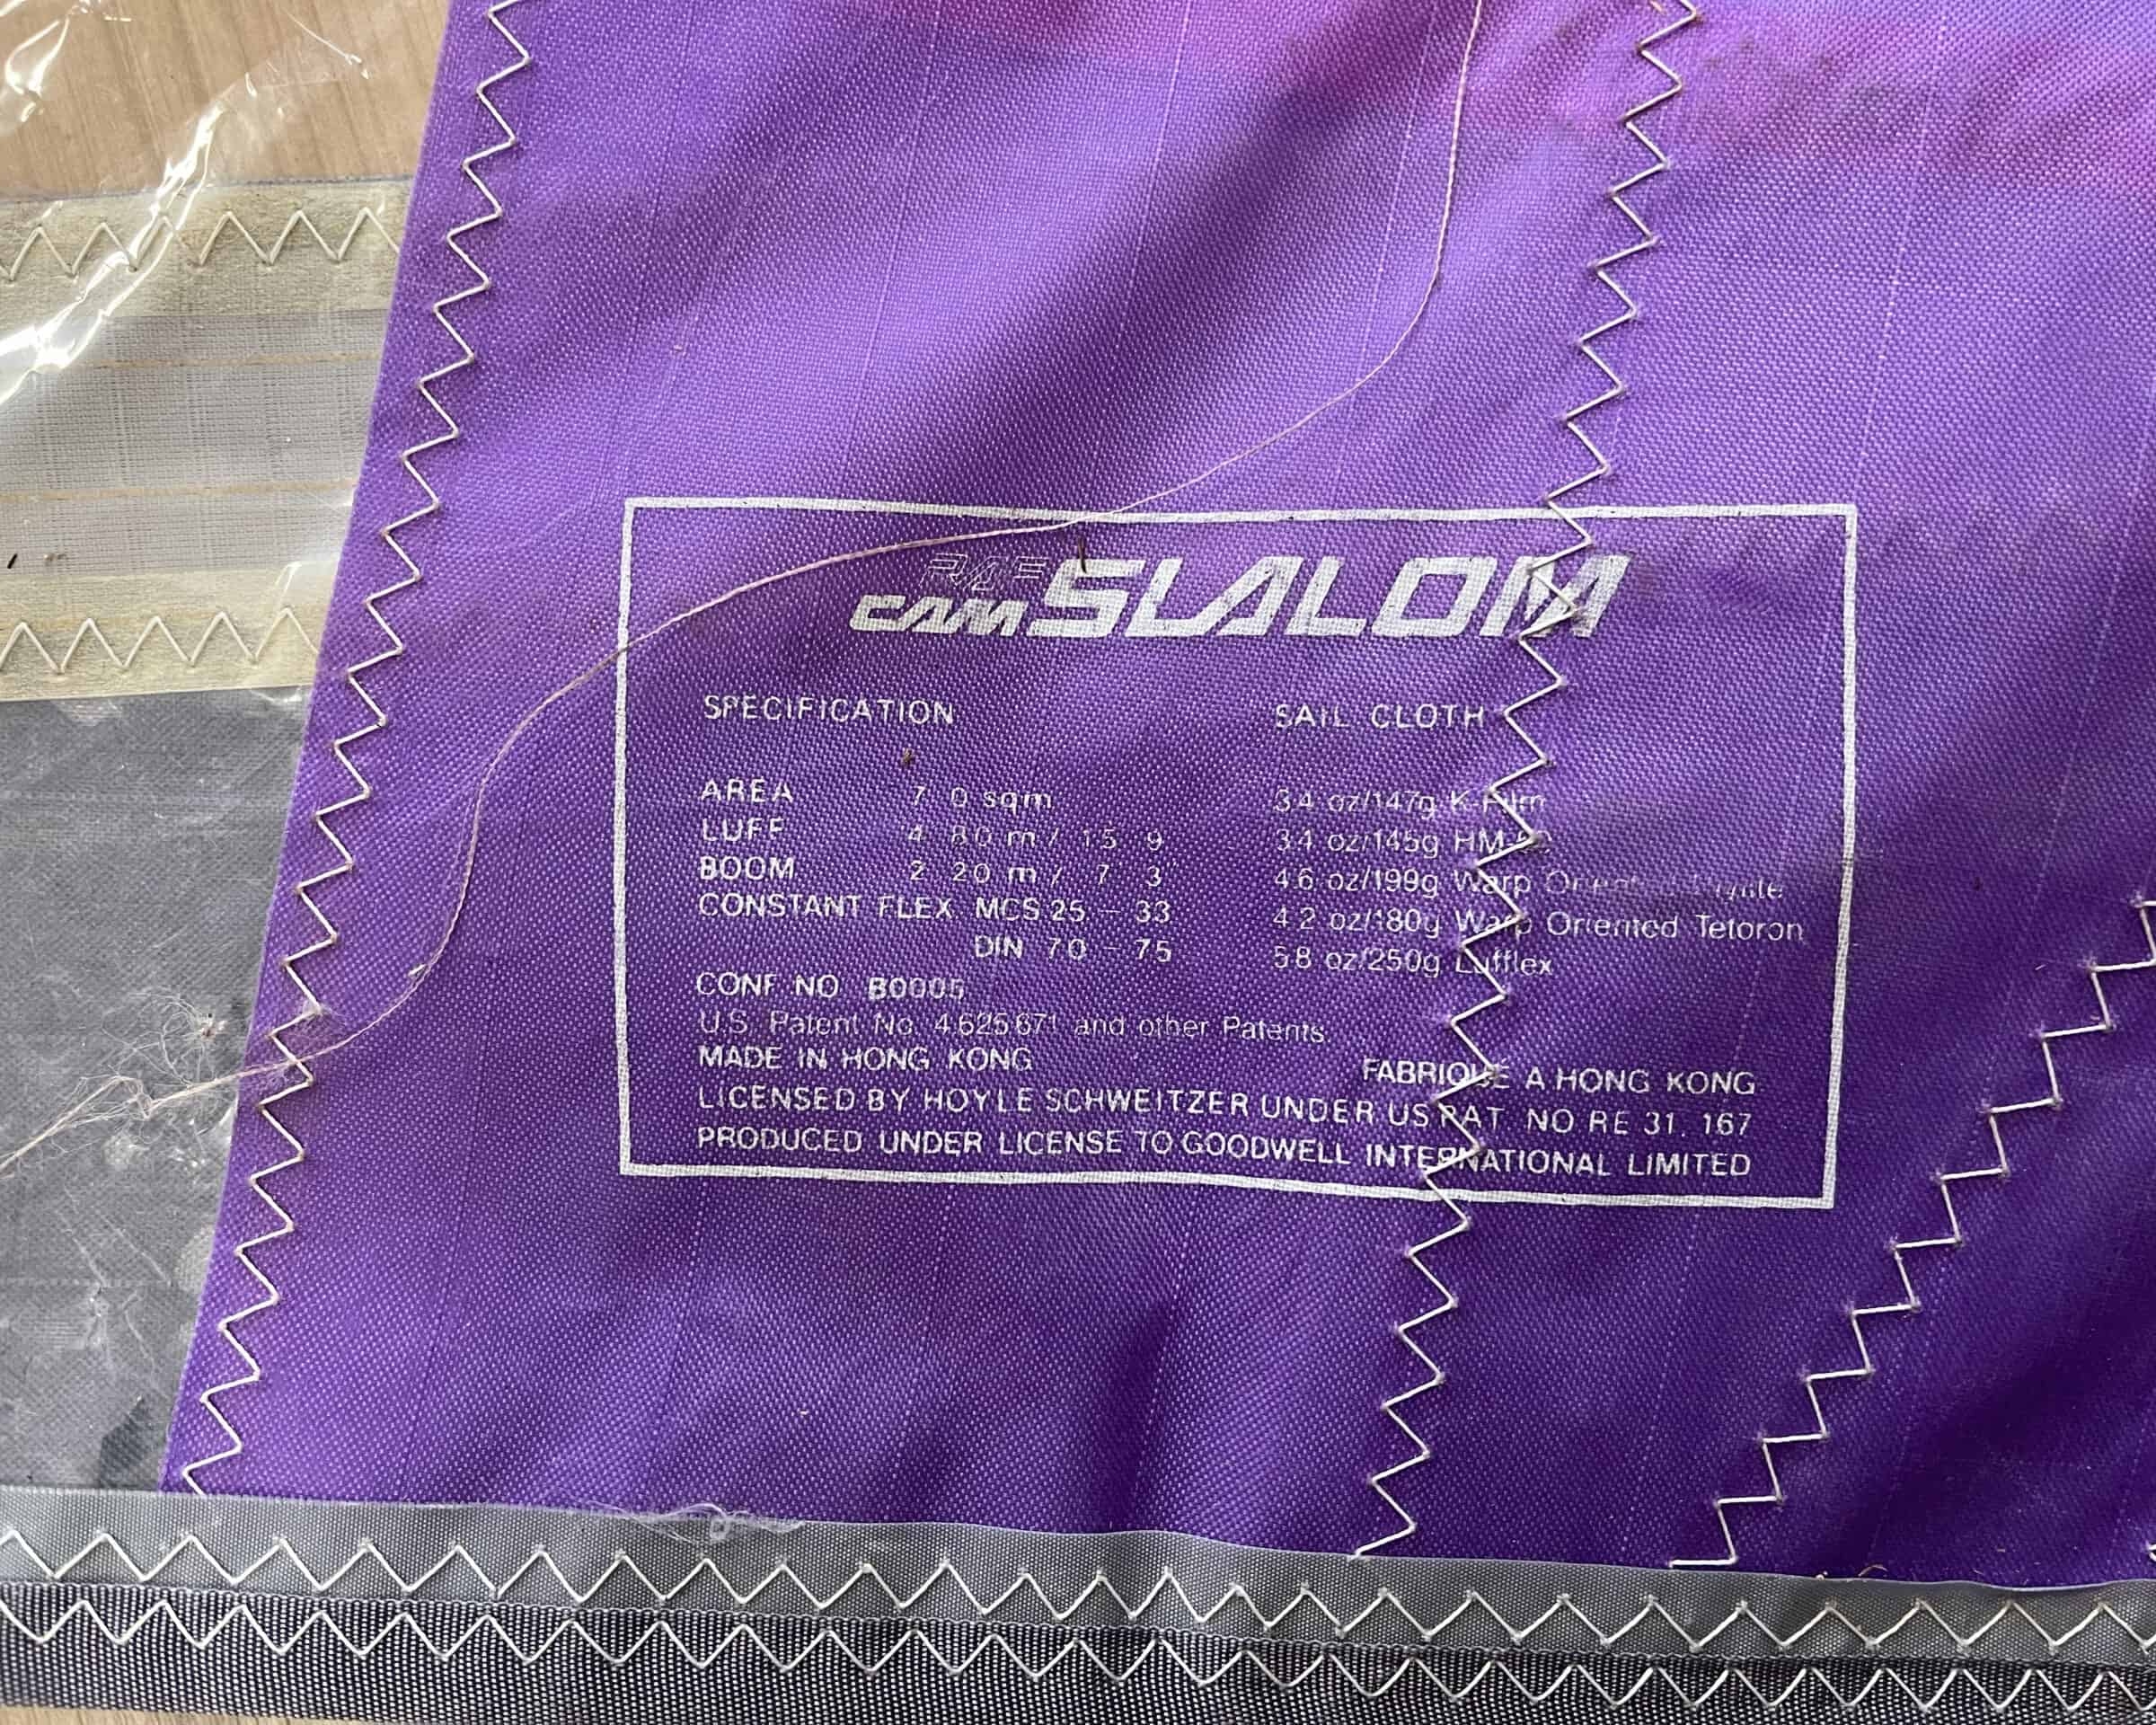 RAF
CAM SLALOM
SPECIFICATION
AREA 7 0 sqm
LUFF 4 80 m / 15 9
BOOM 2 20 m / 7' 3"
CONSTANT FLEX MCS 25 - 33
DIN 70 - 75
CONF NO B0005
U.S. Patent No. 4.625.671 and other Patents.
MADE IN HONG KONG
SAIL CLOTH
3.4 oz/147g K-Film
3.4 oz/145g
4.6 oz/199g Warp Oriented
4.2 oz/180g Warp Oriented Tetoron
5.8 oz/250g Lufflex
FABRIQUE A HONG KONG
LICENSED BY HOYLE SCHWEITZER UNDER US PAT NO RE 31. 167
PRODUCED UNDER LICENSE TO GOODWELL INTERNATIONAL LIMITED